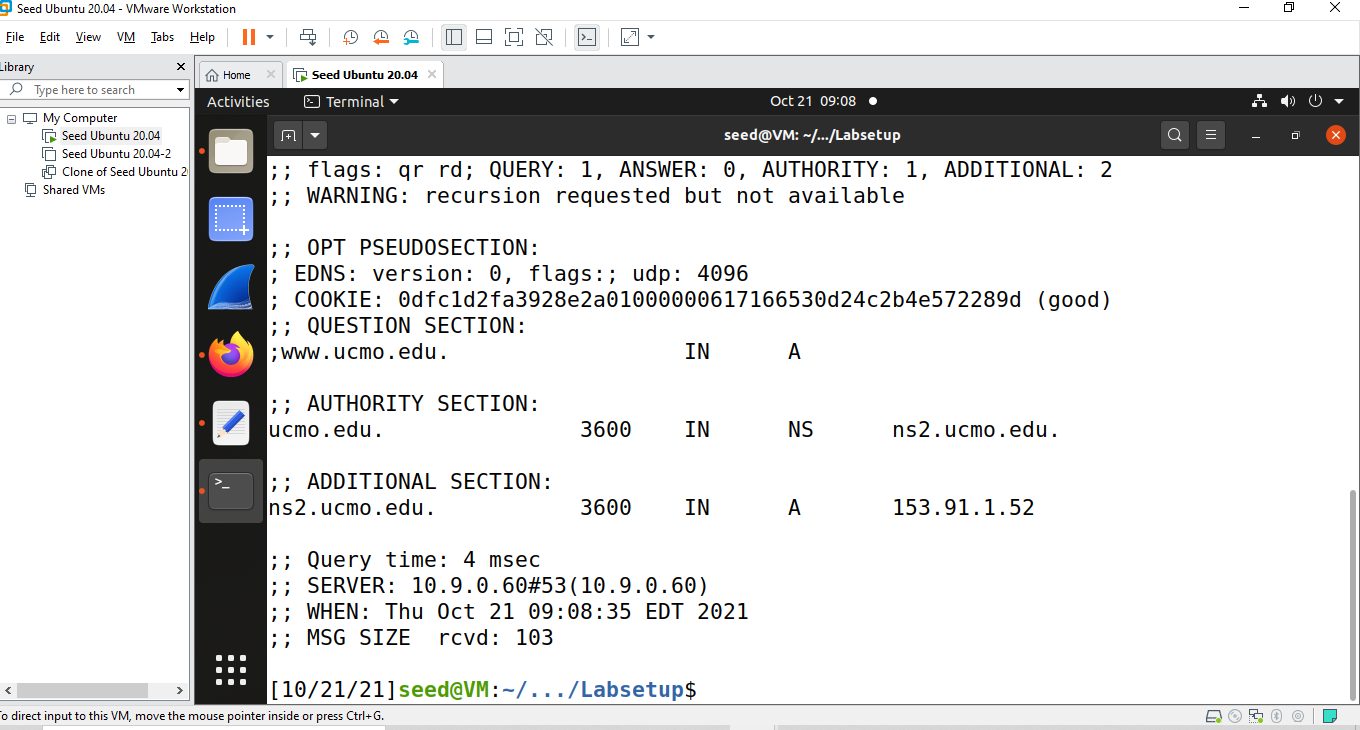 Seed Ubuntu 20.04 - VMware Workstation
File Edit View VM Tabs Help
Library
Type here to search
My Computer
Seed Ubuntu 20.04
Seed Ubuntu 20.04-2
Clone of Seed Ubuntu 20
Shared VMs
Home
Seed Ubuntu 20.04
Activities Terminal Oct 21 09:08
seed@VM: ~/.../Labsetup
;; flags: qr rd; QUERY: 1, ANSWER: 0, AUTHORITY: 1, ADDITIONAL: 2
;; WARNING: recursion requested but not available
;; OPT PSEUDOSECTION:
; EDNS: version: 0, flags:; udp: 4096
; COOKIE: 0dfc1d2fa3928e2a01000000617166530d24c2b4e572289d (good)
;; QUESTION SECTION:
;www.ucmo.edu. IN A
;; AUTHORITY SECTION:
ucmo.edu. 3600 IN NS ns2.ucmo.edu.
;; ADDITIONAL SECTION:
ns2.ucmo.edu. 3600 IN A 153.91.1.52
;; Query time: 4 msec
;; SERVER: 10.9.0.60#53(10.9.0.60)
;; WHEN: Thu Oct 21 09:08:35 EDT 2021
;; MSG SIZE rcvd: 103
[10/21/21]seed@VM:~/.../Labsetup$
To direct input to this VM, move the mouse pointer inside or press Ctrl+G.